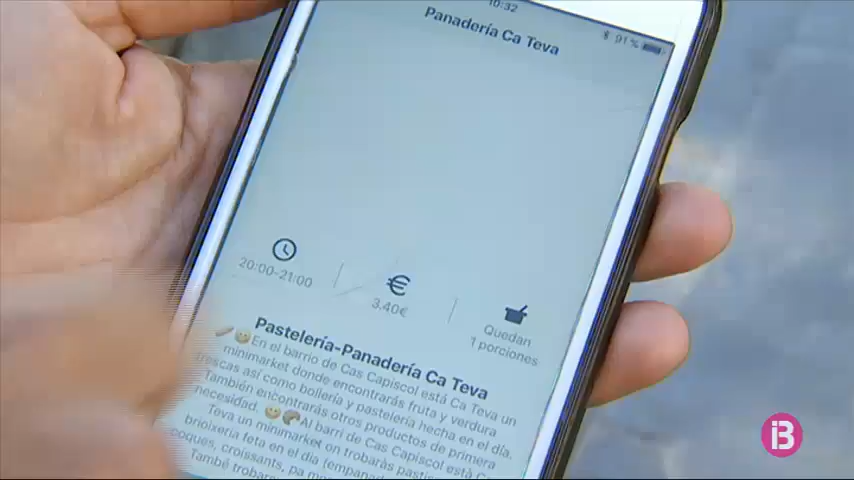 10:32
91 %
Panadería Ca Teva
20:00-21:00
3.40€
Quedan
1 porciones
Pastelería-Panadería Ca Teva
En el barrio de Cas Capiscol está Ca Teva un
minimarket donde encontrarás fruta y verdura
frescas así como bollería y pastelería hecha en el día.
También encontrarás otros productos de primera
necesidad. Al barri de Cas Capiscol està Ca
Teva un minimarket on trobaràs
brioixeria feta en el dia
coques, croissants, pa
També
iB